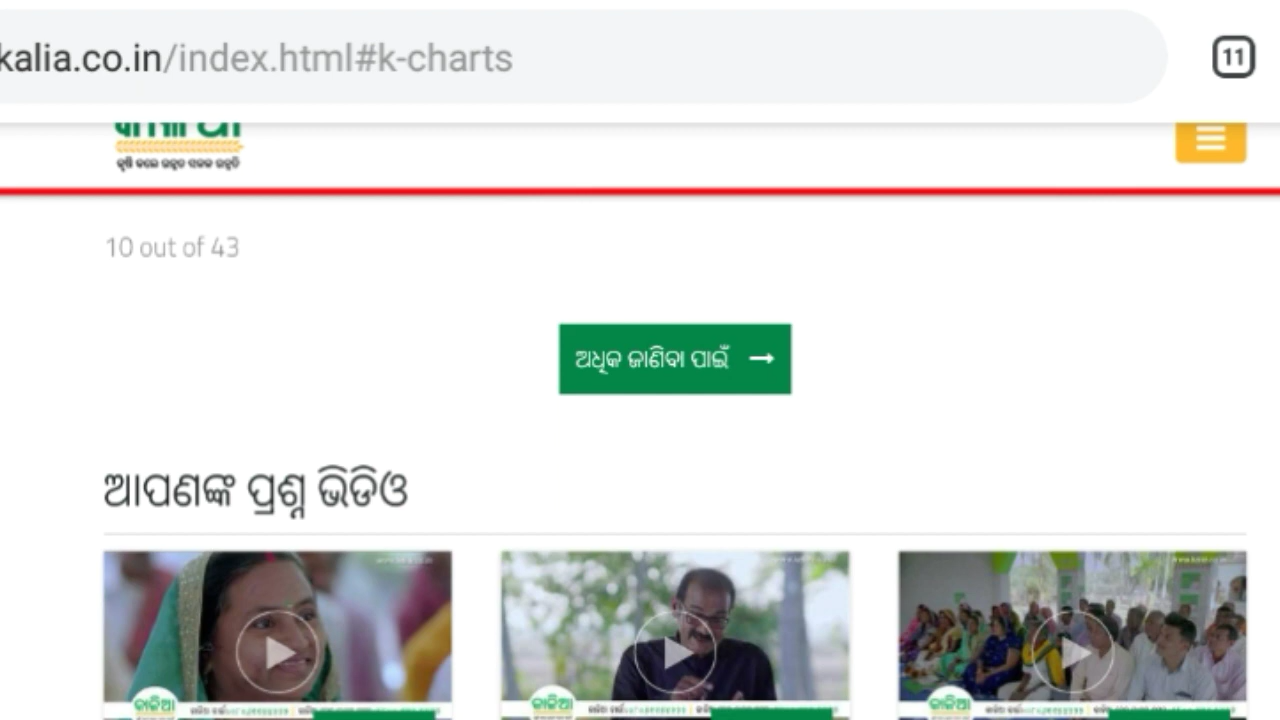 kalia.co.in/index.html#k-charts
11
10 out of 43
ଅଧିକ ଜାଣିବା ପାଇଁ
ଆପଣଙ୍କ ପ୍ରଶ୍ନ ଭିଡିଓ
କାଳିଆ
କାଳିଆ
କାଳିଆ